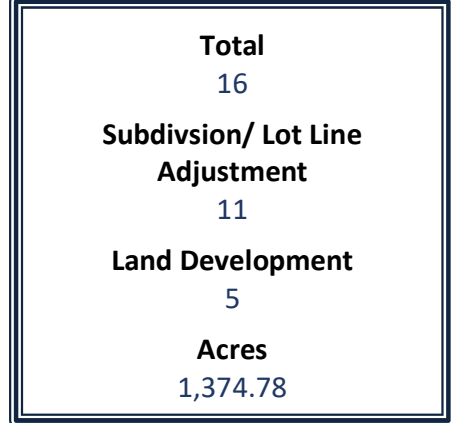 Total
16
Subdivsion/ Lot Line
Adjustment
11
Land Development
5
Acres
1,374.78